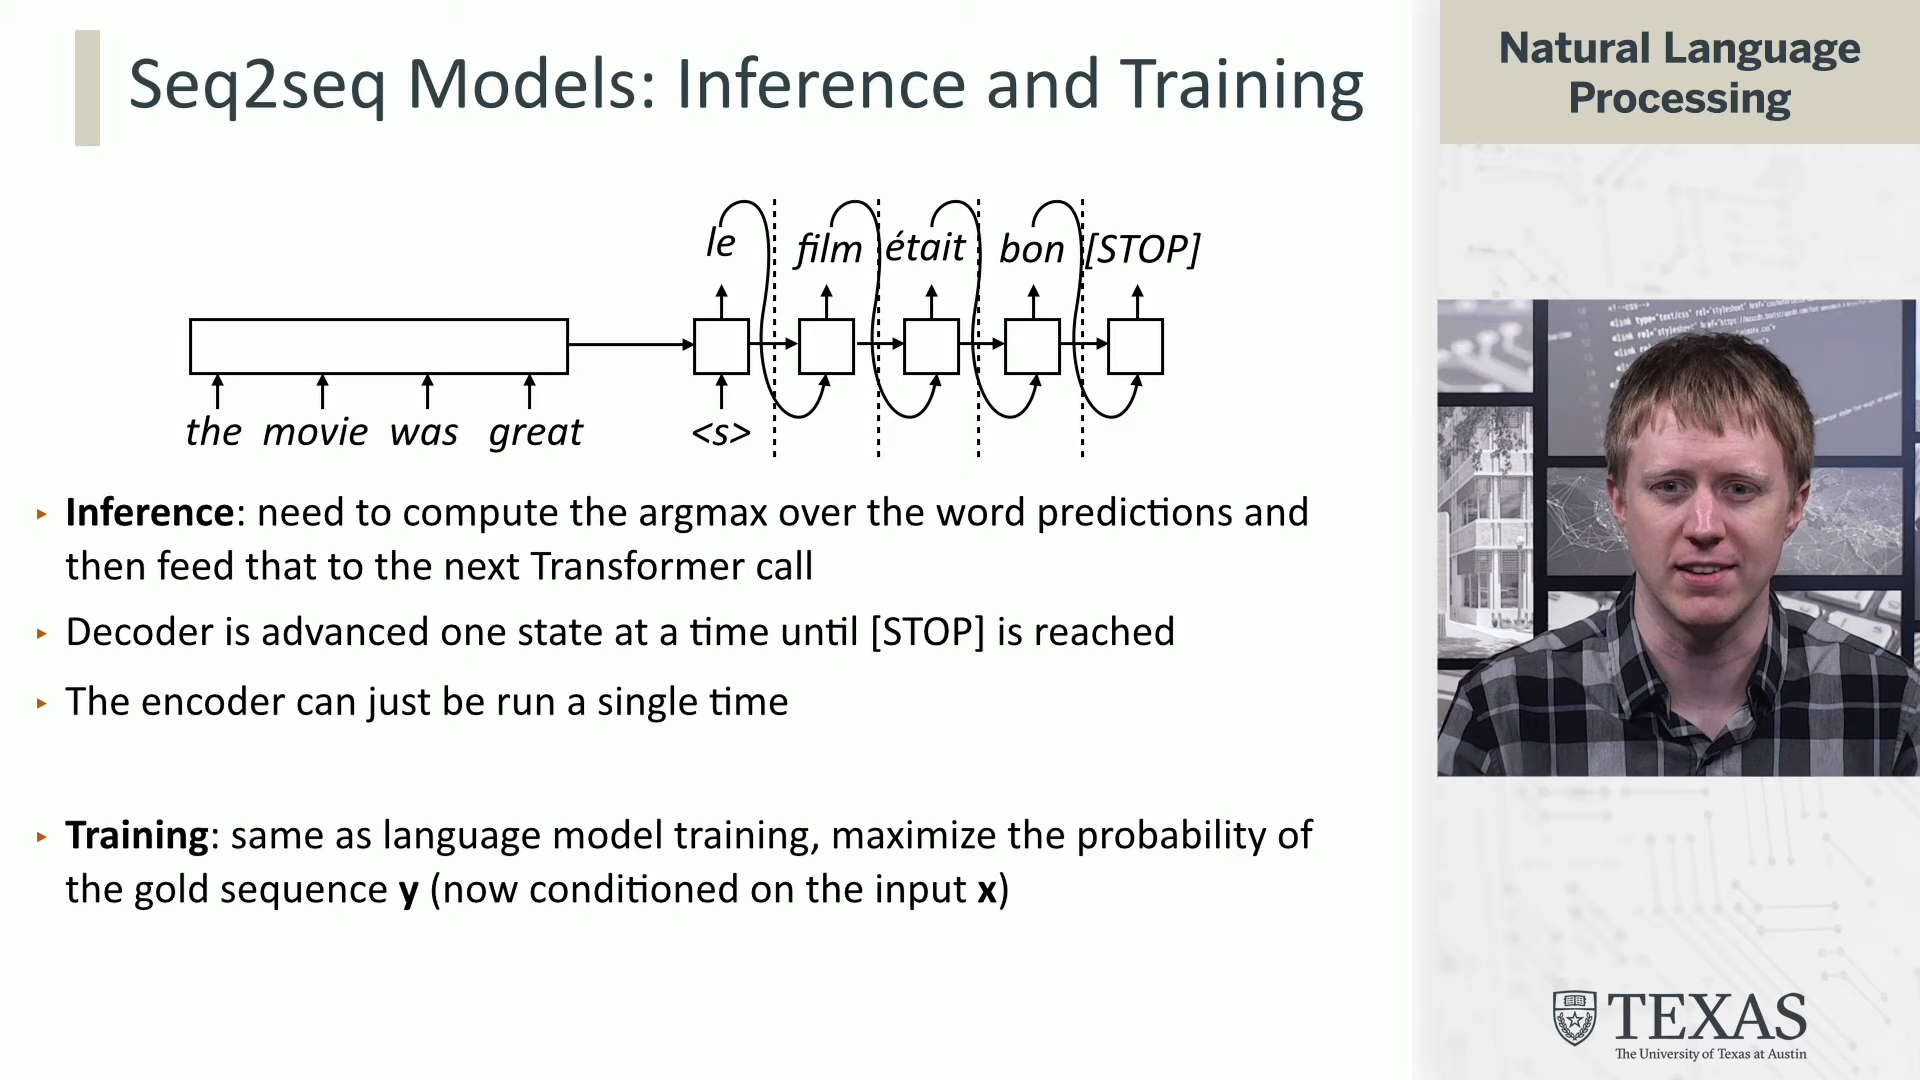 Seq2seq Models: Inference and Training
Natural Language
Processing
le film était bon [STOP]
the movie was great <s>
▸ Inference: need to compute the argmax over the word predictions and
then feed that to the next Transformer call
▸ Decoder is advanced one state at a time until [STOP] is reached
▸ The encoder can just be run a single time
▸ Training: same as language model training, maximize the probability of
the gold sequence y (now conditioned on the input x)
TEXAS
The University of Texas at Austin